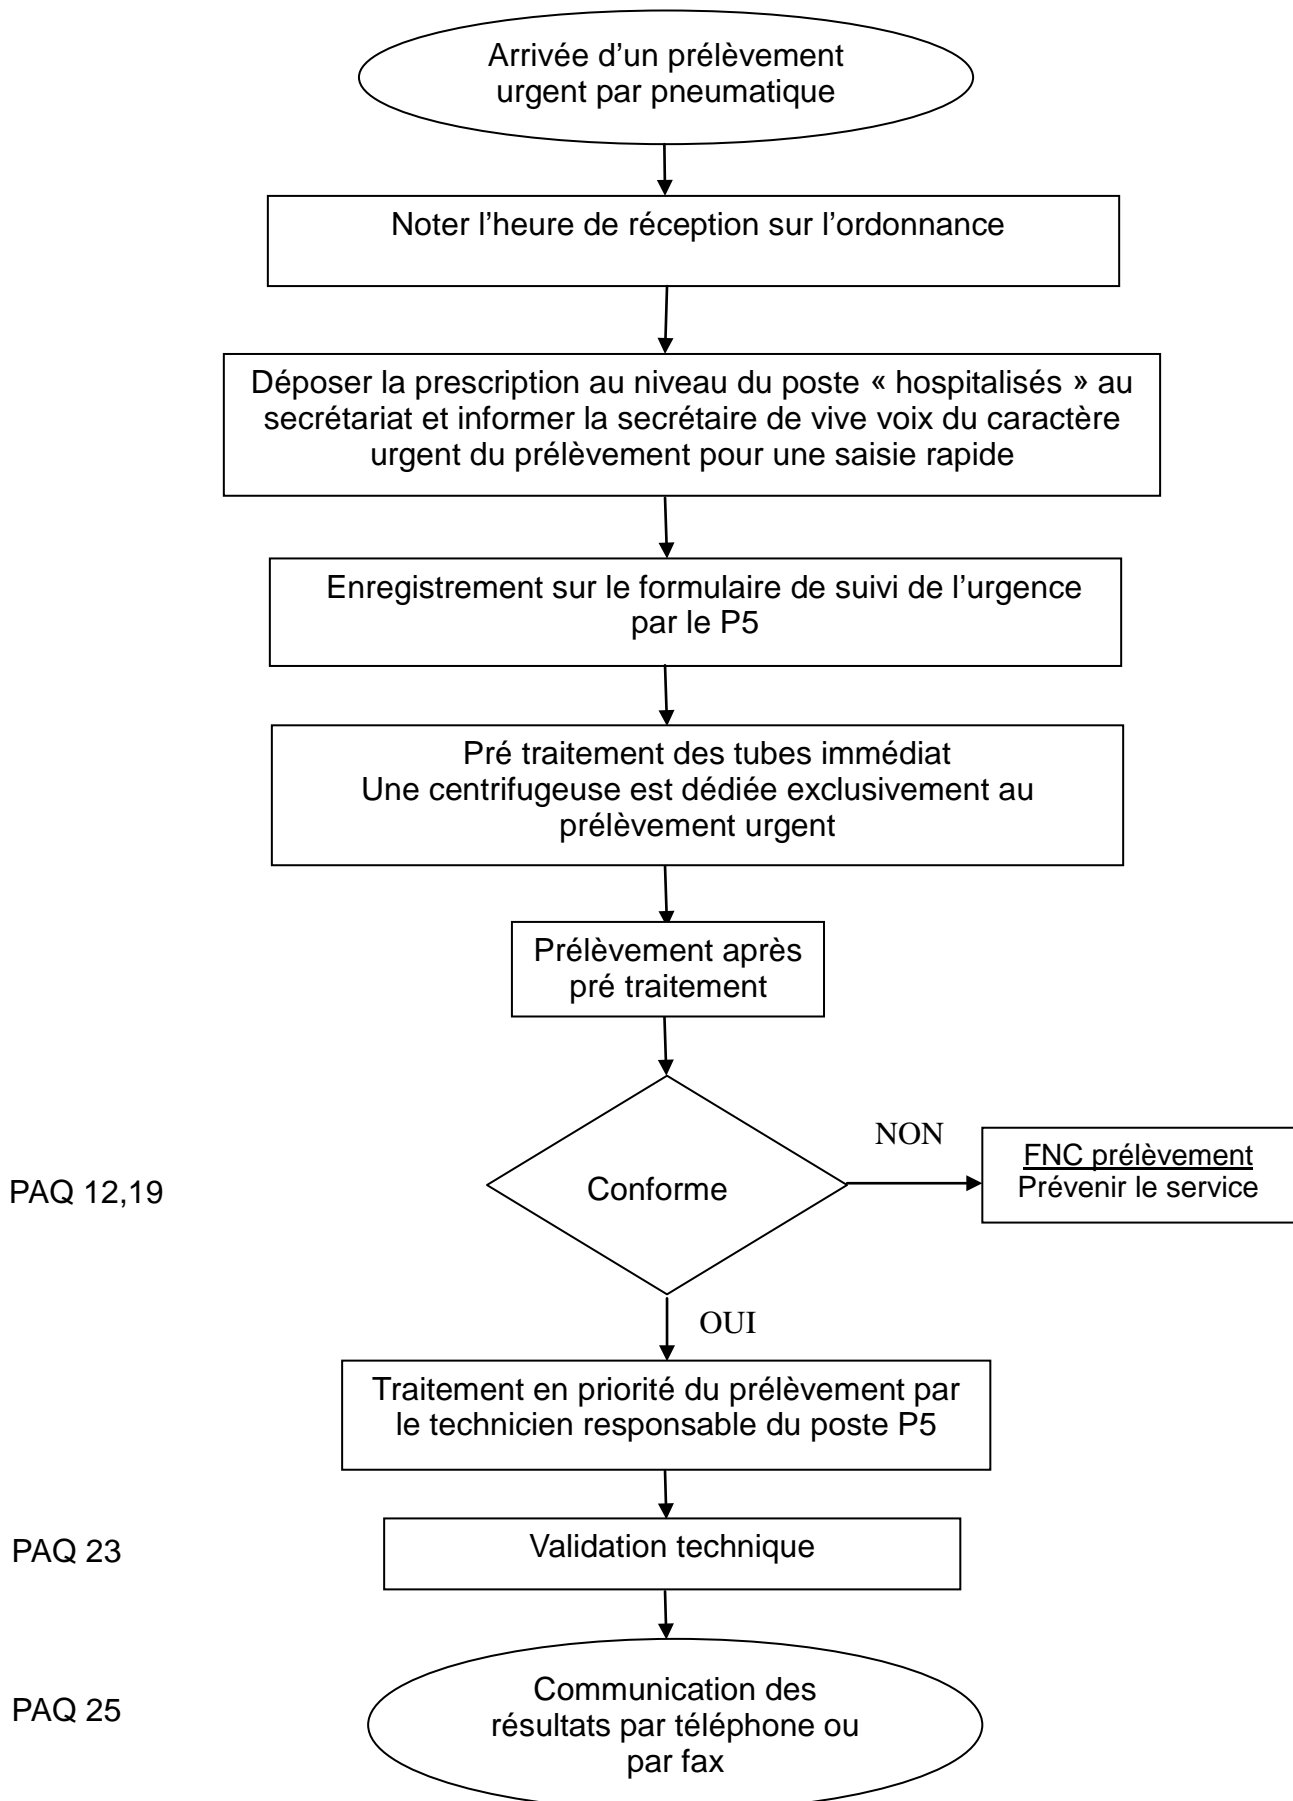 Arrivée d’un prélèvement
urgent par pneumatique
Noter l’heure de réception sur l’ordonnance
Déposer la prescription au niveau du poste « hospitalisés » au
secrétariat et informer la secrétaire de vive voix du caractère
urgent du prélèvement pour une saisie rapide
Enregistrement sur le formulaire de suivi de l’urgence
par le P5
Pré traitement des tubes immédiat
Une centrifugeuse est dédiée exclusivement au
prélèvement urgent
Prélèvement après
pré traitement
PAQ 12,19
Conforme
NON
FNC prélèvement
Prévenir le service
OUI
Traitement en priorité du prélèvement par
le technicien responsable du poste P5
PAQ 23
Validation technique
PAQ 25
Communication des
résultats par téléphone ou
par fax